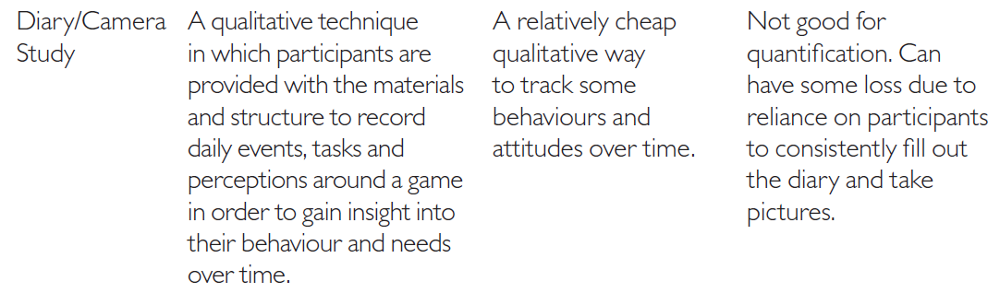 Diary/Camera
Study
A qualitative technique
in which participants are
provided with the materials
and structure to record
daily events, tasks and
perceptions around a game
in order to gain insight into
their behaviour and needs
over time.
A relatively cheap
qualitative way
to track some
behaviours and
attitudes over time.
Not good for
quantification. Can
have some loss due to
reliance on participants
to consistently fill out
the diary and take
pictures.